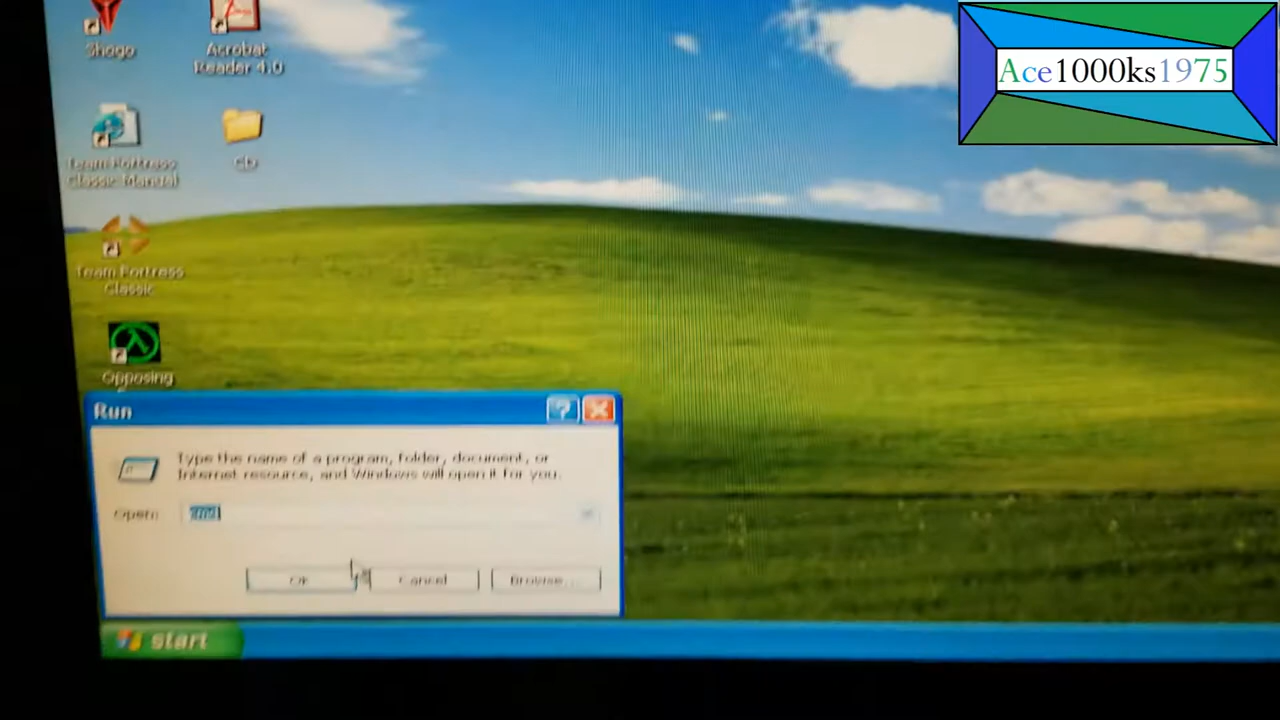 Ace1000ks1975
Shogo
Acrobat
Reader 4.0
Team Fortress
Classic Manual
Team Fortress
Classic
Opposing
Run
Type the name of a program, folder, document, or
Internet resource, and Windows will open it for you.
Open:
cmd
OK
Cancel
Browse...
start